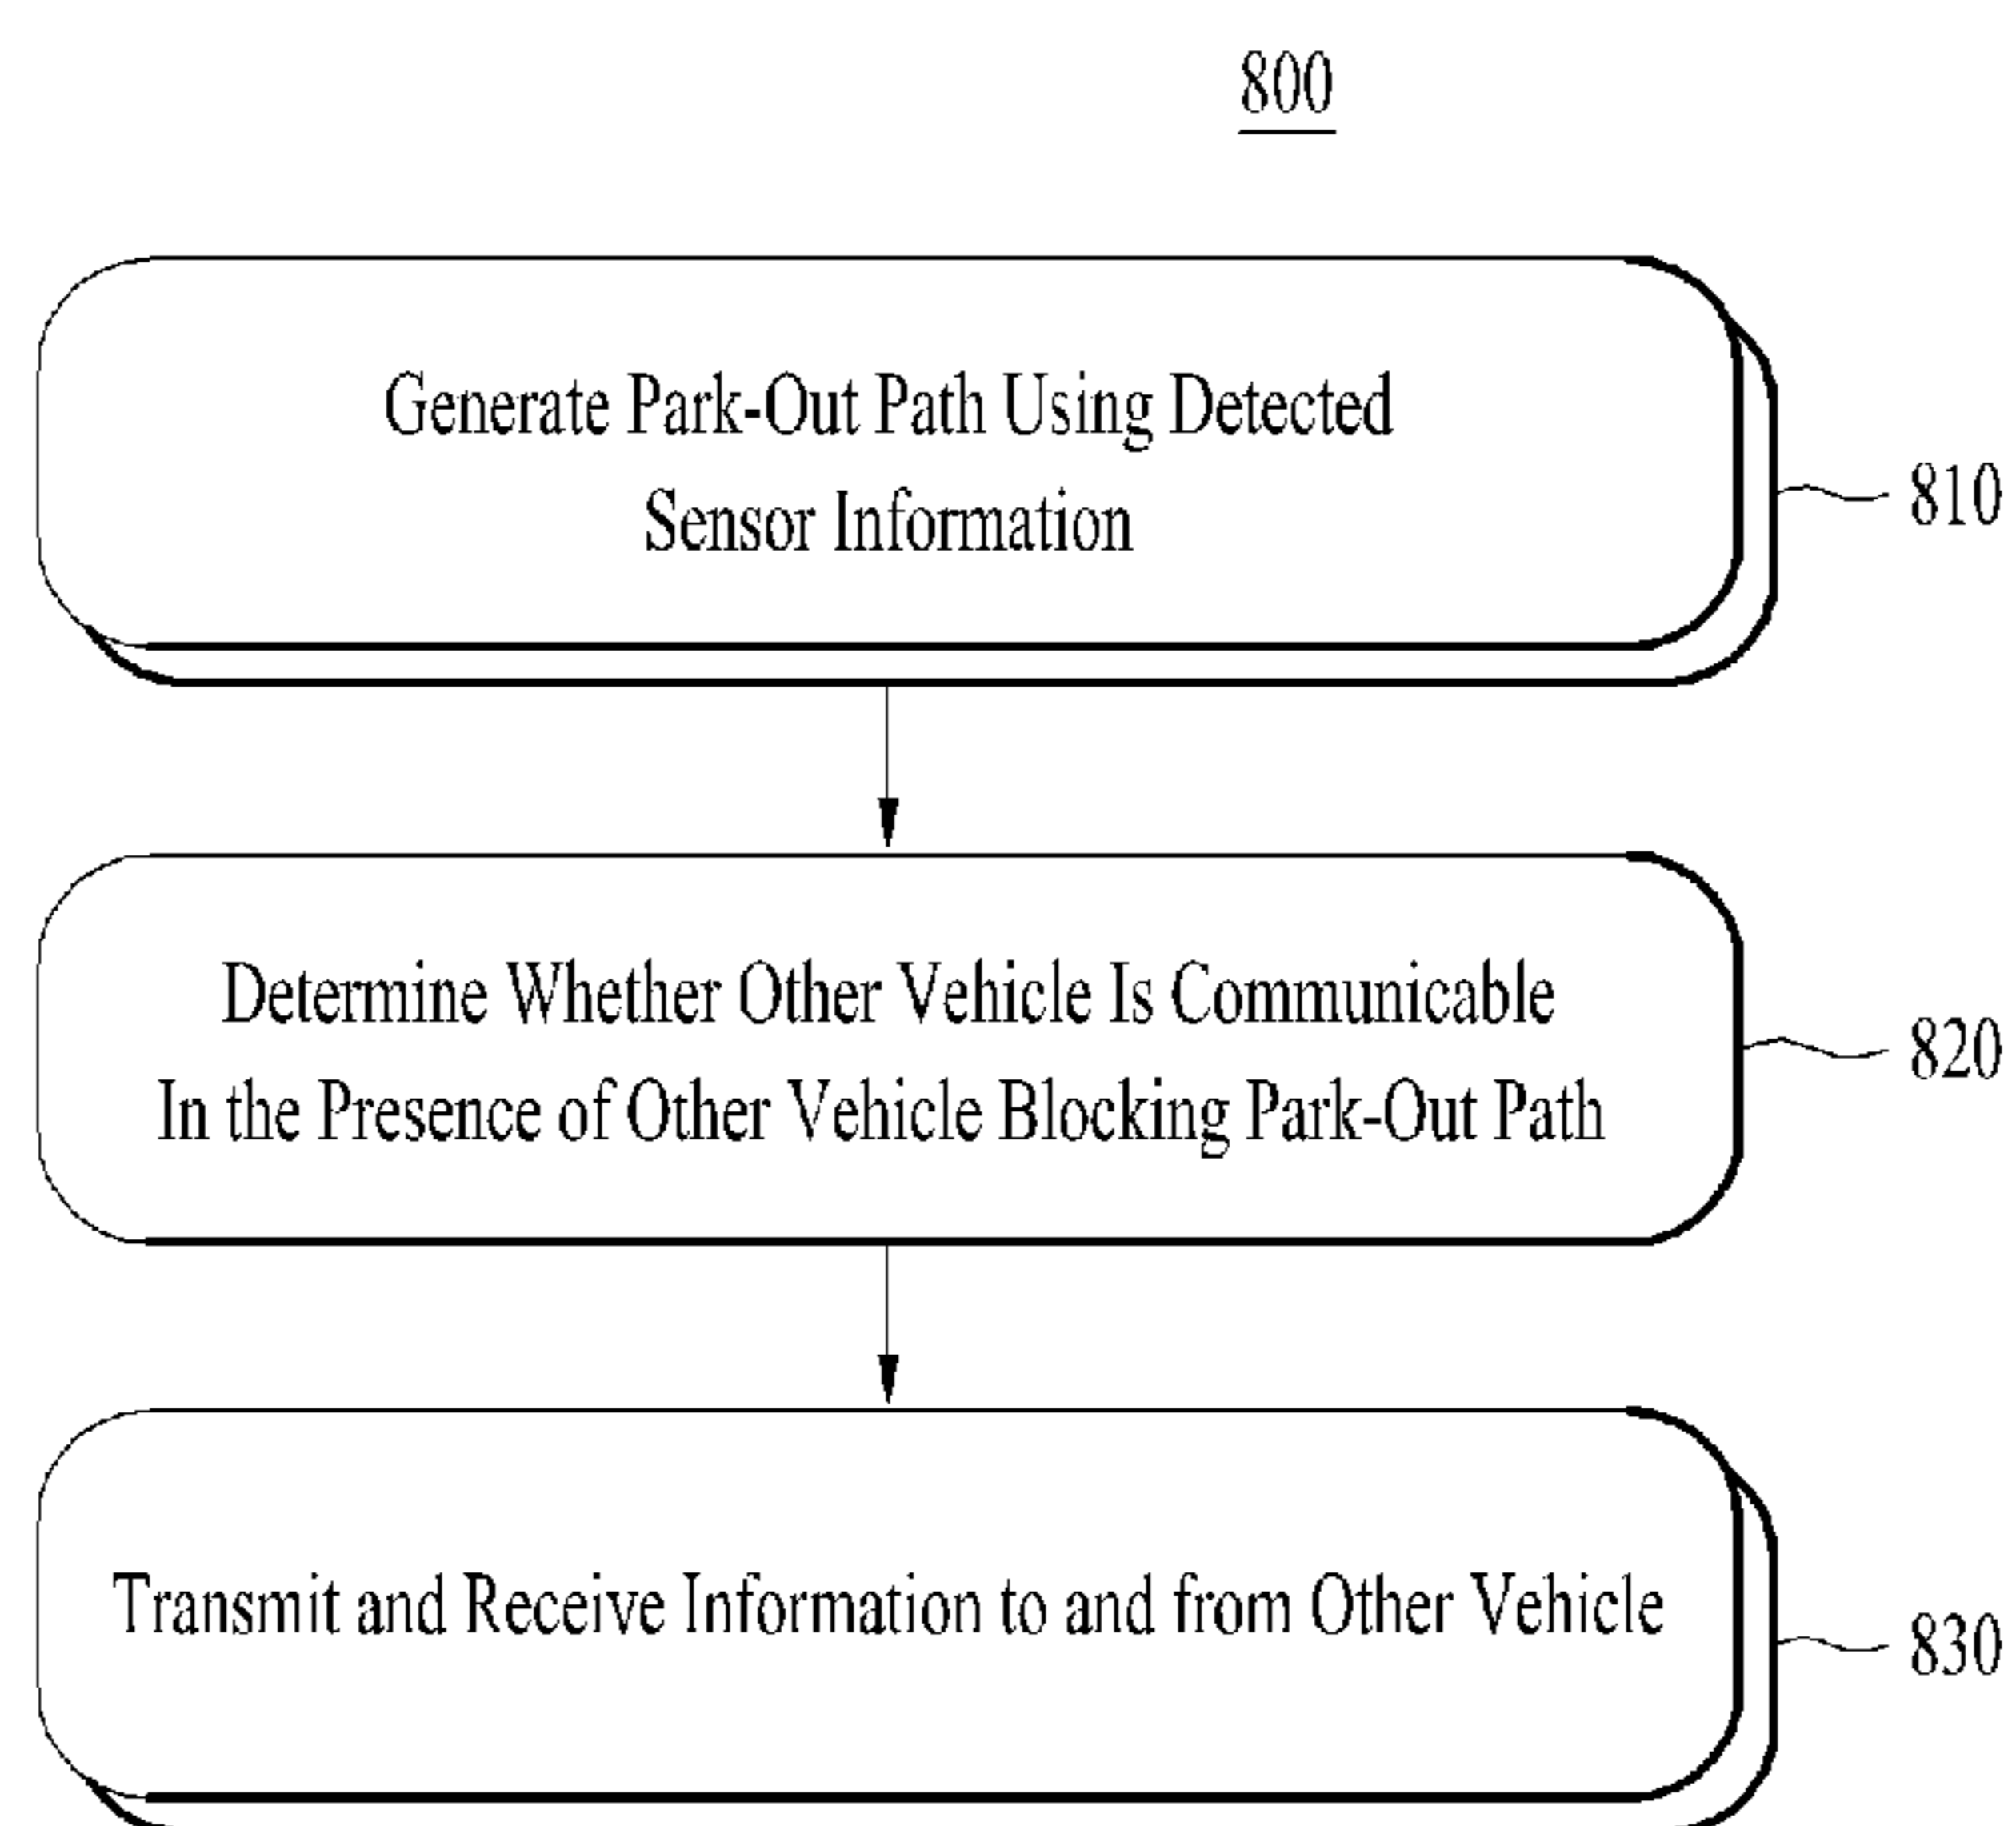 800
Generate Park-Out Path Using Detected
Sensor Information
810
Determine Whether Other Vehicle Is Communicable
In the Presence of Other Vehicle Blocking Park-Out Path
820
Transmit and Receive Information to and from Other Vehicle
830